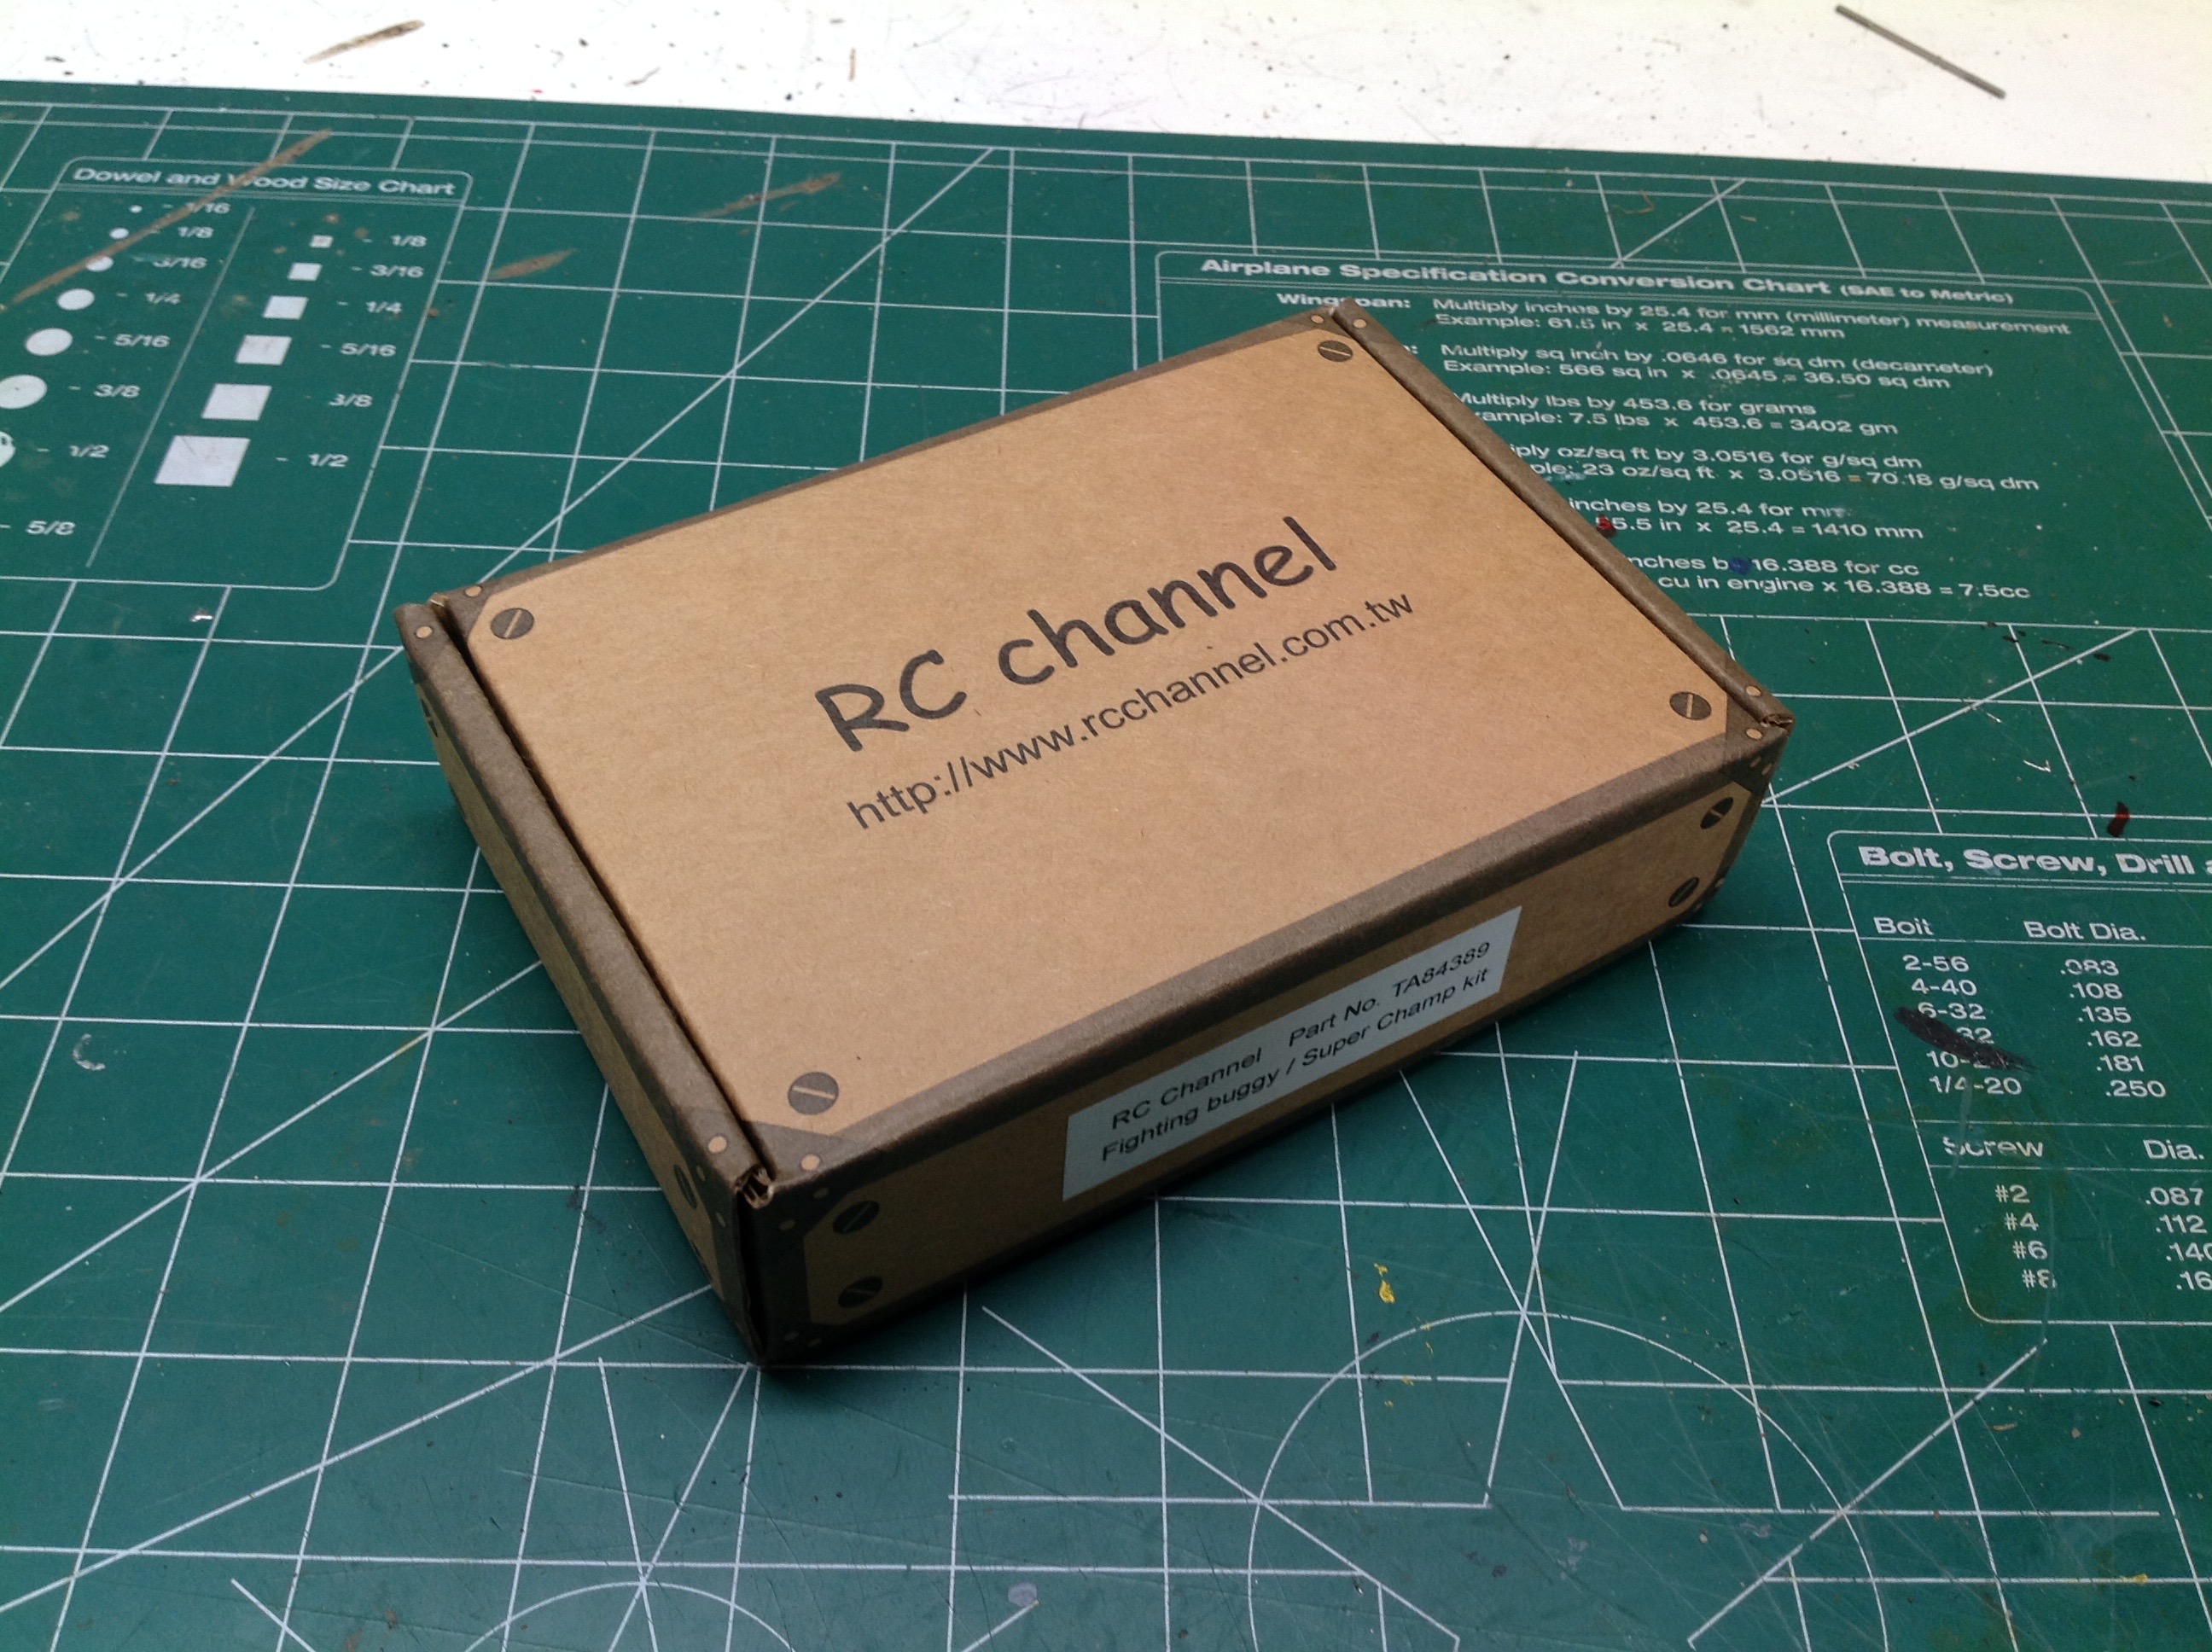 Dowel and Wood Size Chart
- 1/16
- 1/8
- 3/16
- 1/4
- 5/16
- 3/8
- 1/2
- 5/8
- 1/8
- 3/16
- 1/4
- 5/16
3/8
- 1/2
Airplane Specification Conversion Chart (SAE to Metric)
Wingspan: Multiply inches by 25.4 for mm (millimeter) measurement
Example: 61.5 in x 25.4 = 1562 mm
Multiply sq inch by .0646 for sq dm (decameter)
Example: 566 sq in x .0645 = 36.50 sq dm
Multiply lbs by 453.6 for grams
Example: 7.5 lbs x 453.6 = 3402 gm
oz/sq ft by 3.0516 for g/sq dm
23 oz/sq ft x 3.0516 = 70.18 g/sq dm
inches by 25.4 for mm
55.5 in x 25.4 = 1410 mm
inches by 16.388 for cc
cu in engine x 16.388 = 7.5cc
RC channel
http://www.rcchannel.com.tw
RC Channel Part No. TA84389
Fighting buggy / Super Champ kit
Bolt, Screw, Drill
Bolt Bolt Dia.
2-56 .083
4-40 .108
6-32 .135
.162
.181
1/4-20 .250
Screw Dia.
#2 .087
#4 .112
#6 .140
#8 .16